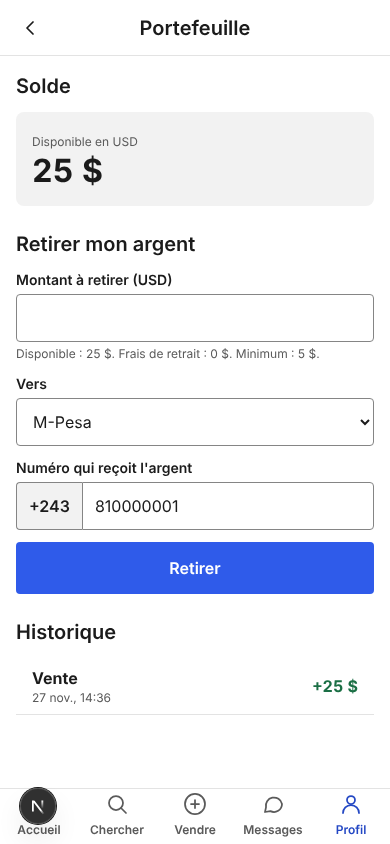 Portefeuille
Solde
Disponible en USD
25 $
Retirer mon argent
Montant à retirer (USD)
Disponible : 25 $. Frais de retrait : 0 $. Minimum : 5 $.
Vers
M-Pesa
Numéro qui reçoit l'argent
+243 810000001
Retirer
Historique
Vente +25 $
27 nov., 14:36
N
Accueil Chercher Vendre Messages Profil